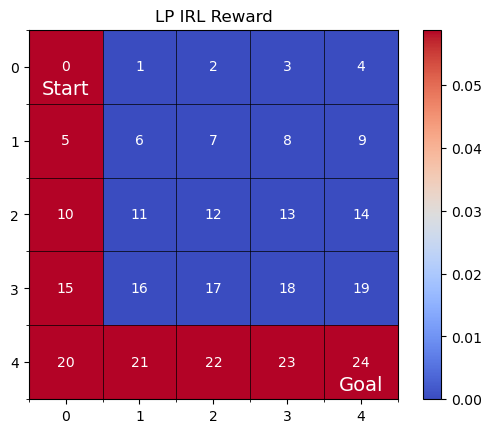 LP IRL Reward
0 0 1 2 3 4 0.05
Start
1 5 6 7 8 9 0.04
2 10 11 12 13 14 0.03
0.02
3 15 16 17 18 19
0.01
4 20 21 22 23 24
Goal 0.00
0 1 2 3 4